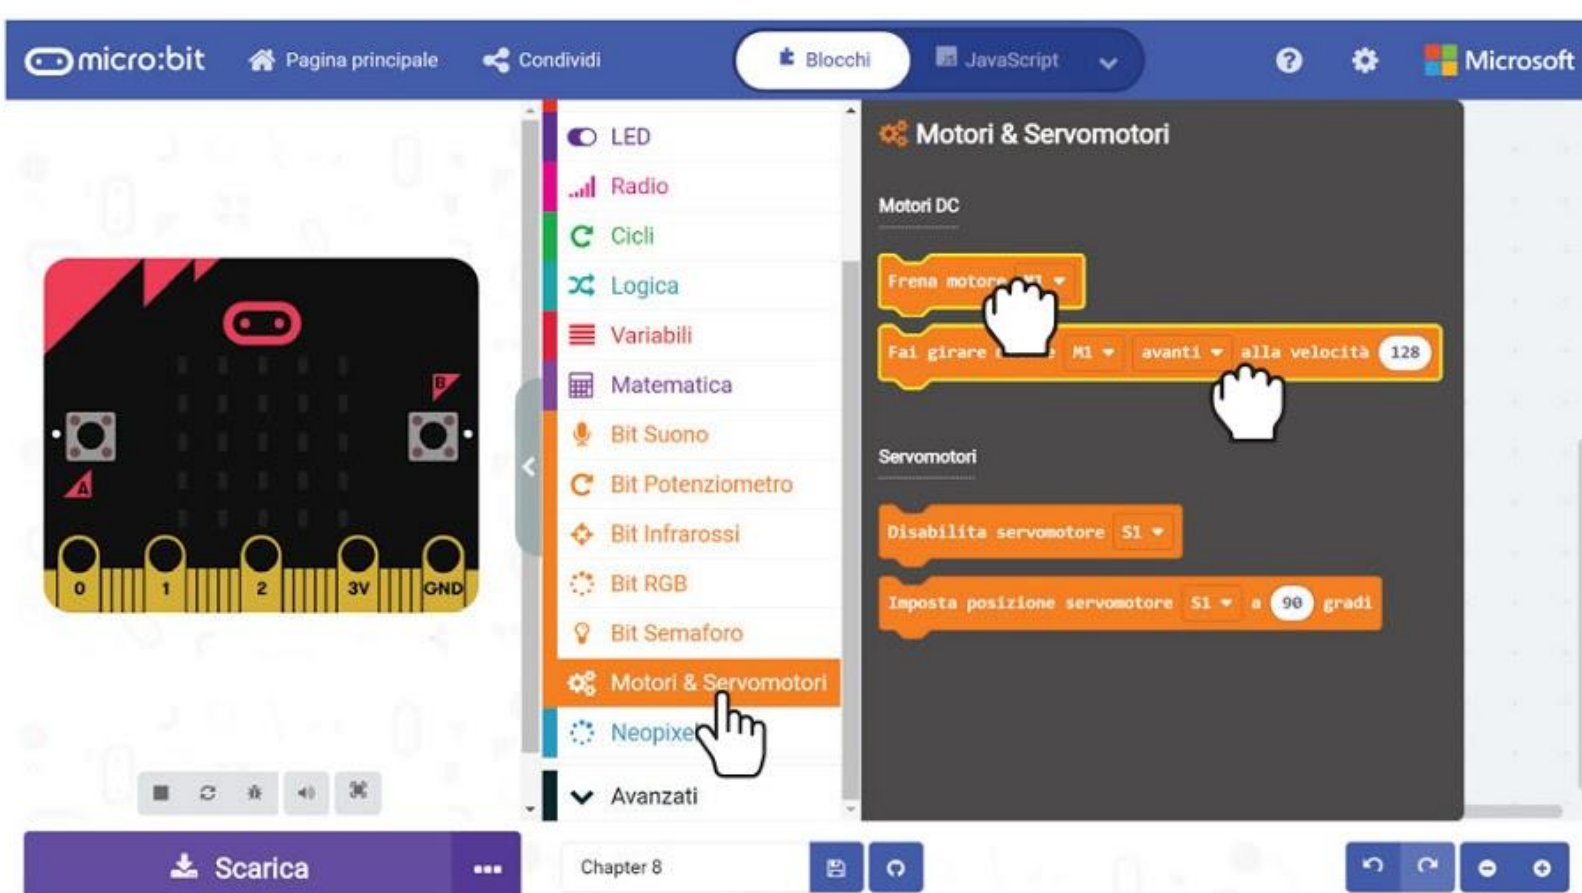 micro:bit Pagina principale Condividi Blocchi JavaScript Microsoft
LED
Radio
Cicli
Logica
Variabili
Matematica
Bit Suono
Bit Potenziometro
Bit Infrarossi
Bit RGB
Bit Semaforo
Motori & Servomotori
Avanzati
Motori & Servomotori
Motori DC
Frena motore M1
Fai girare M1 avanti alla velocità 128
Servomotori
Disabilita servomotore S1
Imposta posizione servomotore S1 a 90 gradi
B
A
0 1 2 3V GND
Scarica
Chapter 8